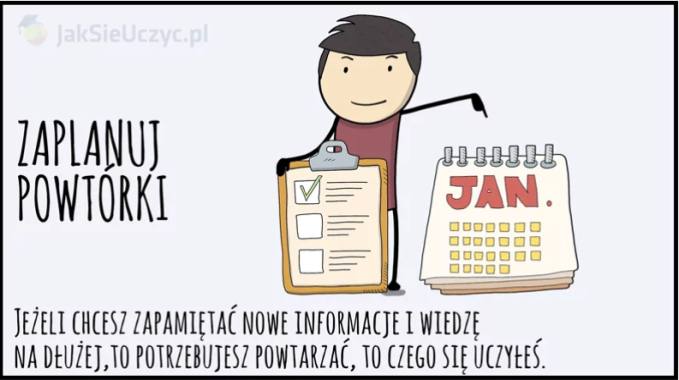 JakSieUczyc.pl
ZAPLANUJ
POWTÓRKI
JAN.
JEŻELI CHCESZ ZAPAMIĘTAĆ NOWE INFORMACJE I WIEDZĘ
NA DŁUŻEJ,TO POTRZEBUJESZ POWTARZAĆ, TO CZEGO SIĘ UCZYŁEŚ.